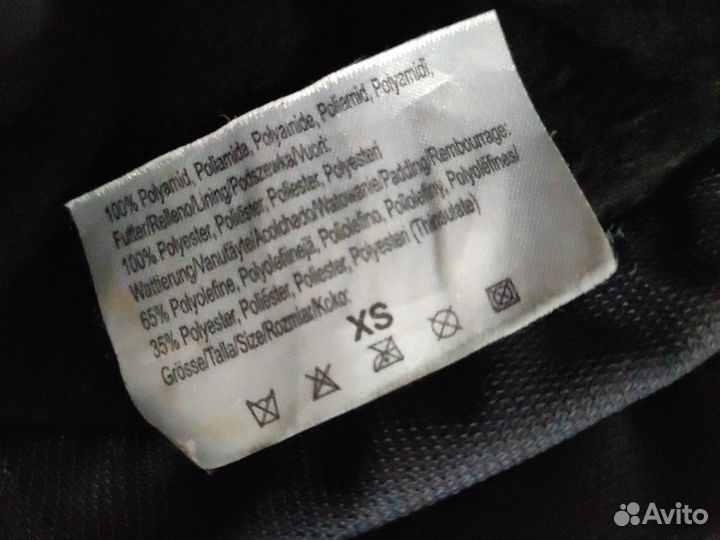 100% Polyamid, Poliamida, Polyamide, Poliamid, Polyamidi,
Futter/Relleno/Lining/Podszewka/Vuori:
100% Polyester, Poliéster, Poliester, Polyesteri
Wattierung/Vanutäyte/Acolchado/Watowanie/Padding/Rembourrage:
65% Polyolefine, Polyolefiinejä, Poliolefino, Poliolefiny, Polyoléfines/
35% Polyester, Poliéster, Poliester, Polyesteri (Thinsulate)
Grösse/Talla/Size/Rozmiar/Koko:
XS
Avito